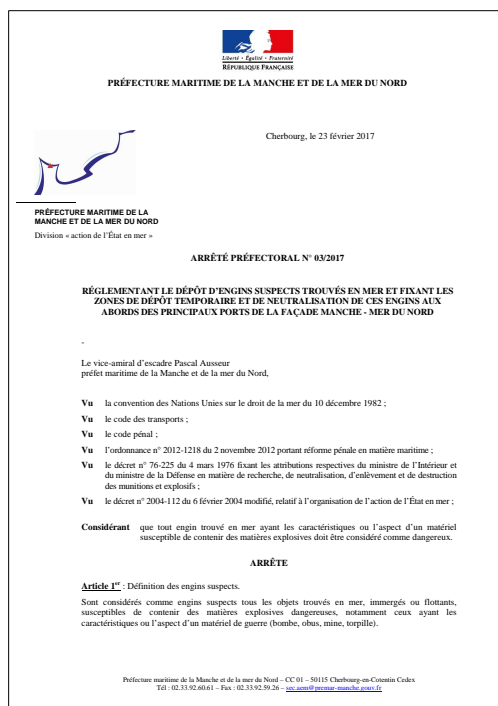 Liberté • Égalité • Fraternité
RÉPUBLIQUE FRANÇAISE
PRÉFECTURE MARITIME DE LA MANCHE ET DE LA MER DU NORD
Cherbourg, le 23 février 2017
PRÉFECTURE MARITIME DE LA
MANCHE ET DE LA MER DU NORD
Division « action de l'État en mer »
ARRÊTÉ PRÉFECTORAL N° 03/2017
RÉGLEMENTANT LE DÉPÔT D'ENGINS SUSPECTS TROUVÉS EN MER ET FIXANT LES
ZONES DE DÉPÔT TEMPORAIRE ET DE NEUTRALISATION DE CES ENGINS AUX
ABORDS DES PRINCIPAUX PORTS DE LA FAÇADE MANCHE - MER DU NORD
-
Le vice-amiral d'escadre Pascal Ausseur
préfet maritime de la Manche et de la mer du Nord,
Vu la convention des Nations Unies sur le droit de la mer du 10 décembre 1982 ;
Vu le code des transports ;
Vu le code pénal ;
Vu l'ordonnance n° 2012-1218 du 2 novembre 2012 portant réforme pénale en matière maritime ;
Vu le décret n° 76-225 du 4 mars 1976 fixant les attributions respectives du ministre de l'Intérieur et
du ministre de la Défense en matière de recherche, de neutralisation, d'enlèvement et de destruction
des munitions et explosifs ;
Vu le décret n° 2004-112 du 6 février 2004 modifié, relatif à l'organisation de l'action de l'État en mer ;
Considérant que tout engin trouvé en mer ayant les caractéristiques ou l'aspect d'un matériel
susceptible de contenir des matières explosives doit être considéré comme dangereux.
ARRÊTE
Article 1er : Définition des engins suspects.
Sont considérés comme engins suspects tous les objets trouvés en mer, immergés ou flottants,
susceptibles de contenir des matières explosives dangereuses, notamment ceux ayant les
caractéristiques ou l'aspect d'un matériel de guerre (bombe, obus, mine, torpille).
Préfecture maritime de la Manche et de la mer du Nord – CC 01 – 50115 Cherbourg-en-Cotentin Cedex
Tél : 02.33.92.60.61 – Fax : 02.33.92.59.26 – sec.aem@premar-manche.gouv.fr